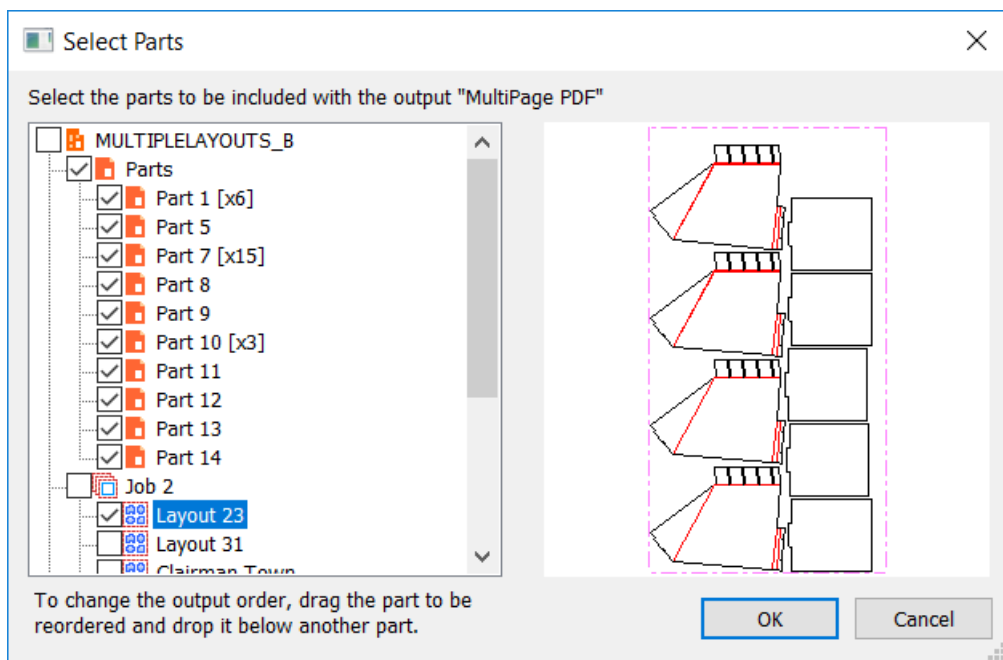 Select Parts
Select the parts to be included with the output "MultiPage PDF"
MULTIPLELAYOUTS_B
Parts
Part 1 [x6]
Part 5
Part 7 [x15]
Part 8
Part 9
Part 10 [x3]
Part 11
Part 12
Part 13
Part 14
Job 2
Layout 23
Layout 31
Clairman Town
To change the output order, drag the part to be
reordered and drop it below another part.
OK
Cancel